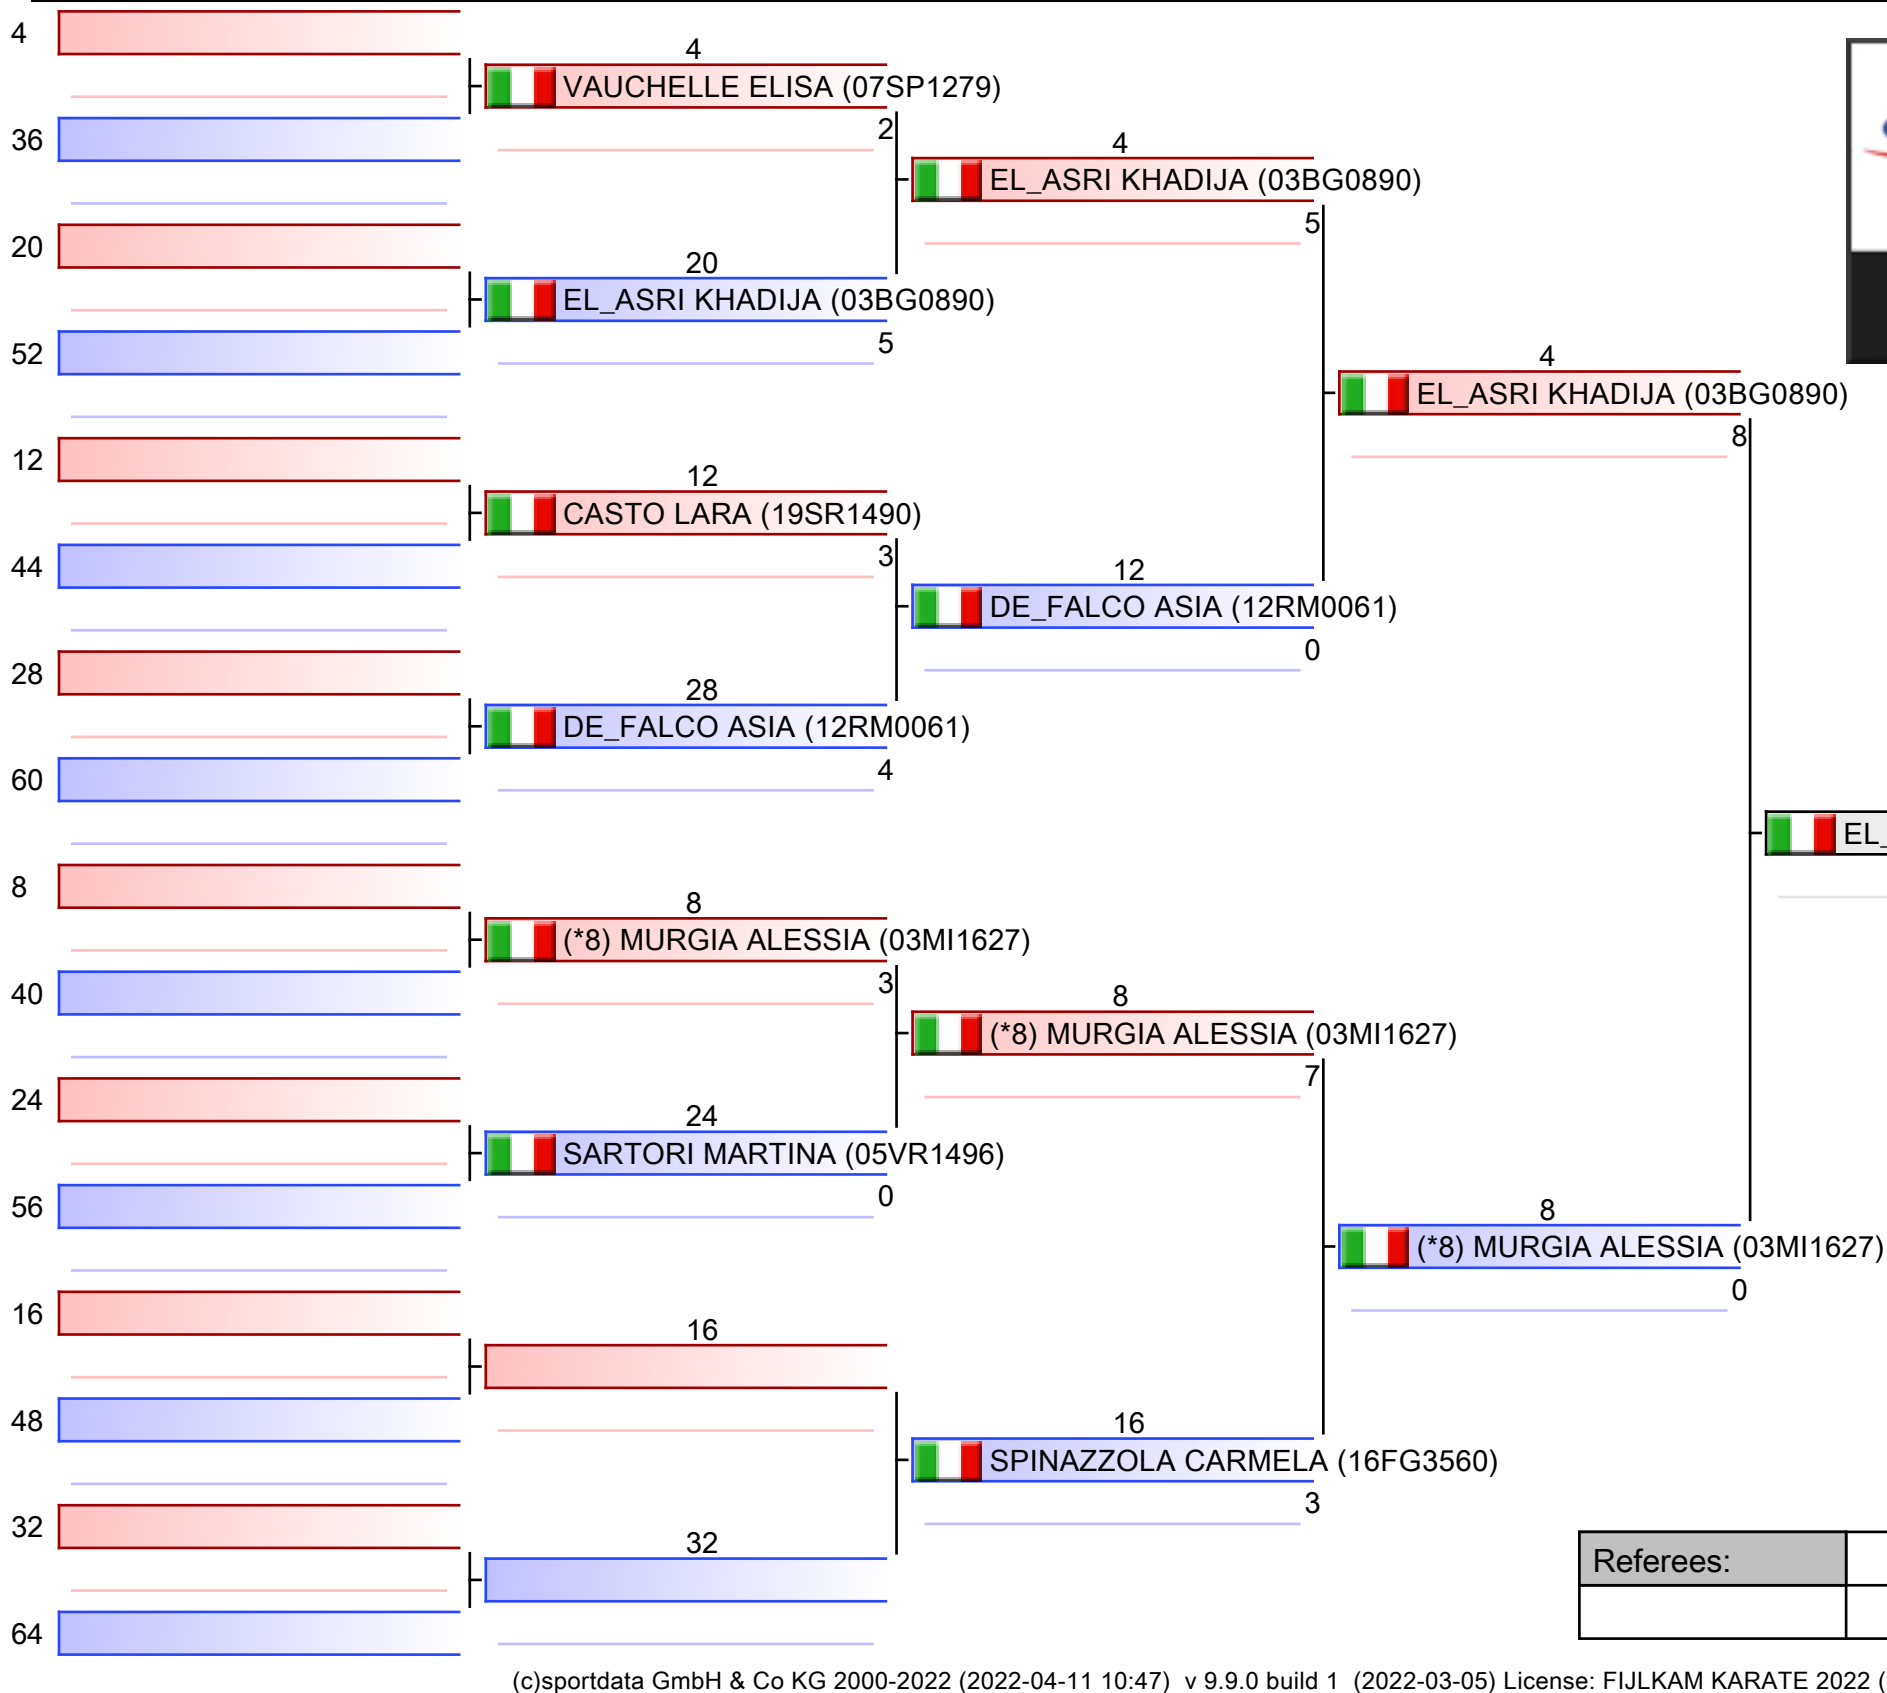 4
4
VAUCHELLE ELISA (07SP1279)
2
36
4
EL_ASRI KHADIJA (03BG0890)
5
20
20
EL_ASRI KHADIJA (03BG0890)
5
52
4
EL_ASRI KHADIJA (03BG0890)
8
12
12
CASTO LARA (19SR1490)
3
44
12
DE_FALCO ASIA (12RM0061)
0
28
28
DE_FALCO ASIA (12RM0061)
4
60
EL_
8
8
(*8) MURGIA ALESSIA (03MI1627)
3
40
8
(*8) MURGIA ALESSIA (03MI1627)
7
24
24
SARTORI MARTINA (05VR1496)
0
56
8
(*8) MURGIA ALESSIA (03MI1627)
0
16
16
48
16
SPINAZZOLA CARMELA (16FG3560)
3
32
32
64
Referees:
(c)sportdata GmbH & Co KG 2000-2022 (2022-04-11 10:47) v 9.9.0 build 1 (2022-03-05) License: FIJLKAM KARATE 2022 (